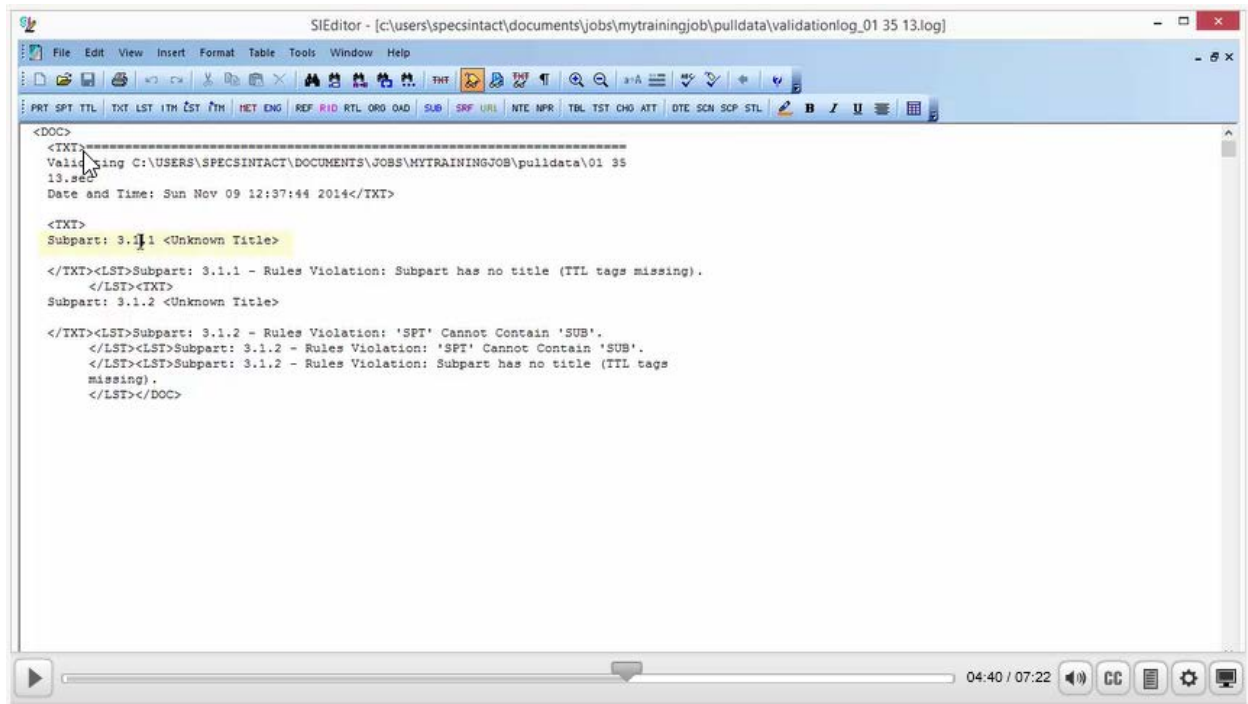 SIEditor - [c:\users\specsintact\documents\jobs\mytrainingjob\pulldata\validationlog_01 35 13.log]
File Edit View Insert Format Table Tools Window Help
THT THT A
PRT SPT TTL TXT LST ITM MET ENG REF RID RTL ORG OAD SUB SRF URL NTE NPR TBL TST CHG ATT DTE SCN SCP STL B I U
<DOC>
<TXT>==============================================================================
Validating C:\USERS\SPECSINTACT\DOCUMENTS\JOBS\MYTRAININGJOB\pulldata\01 35
13.sec
Date and Time: Sun Nov 09 12:37:44 2014</TXT>
<TXT>
Subpart: 3.1.1 <Unknown Title>
</TXT><LST>Subpart: 3.1.1 - Rules Violation: Subpart has no title (TTL tags missing).
</LST><TXT>
Subpart: 3.1.2 <Unknown Title>
</TXT><LST>Subpart: 3.1.2 - Rules Violation: 'SPT' Cannot Contain 'SUB'.
</LST><LST>Subpart: 3.1.2 - Rules Violation: 'SPT' Cannot Contain 'SUB'.
</LST><LST>Subpart: 3.1.2 - Rules Violation: Subpart has no title (TTL tags
missing).
</LST></DOC>
04:40 / 07:22 CC